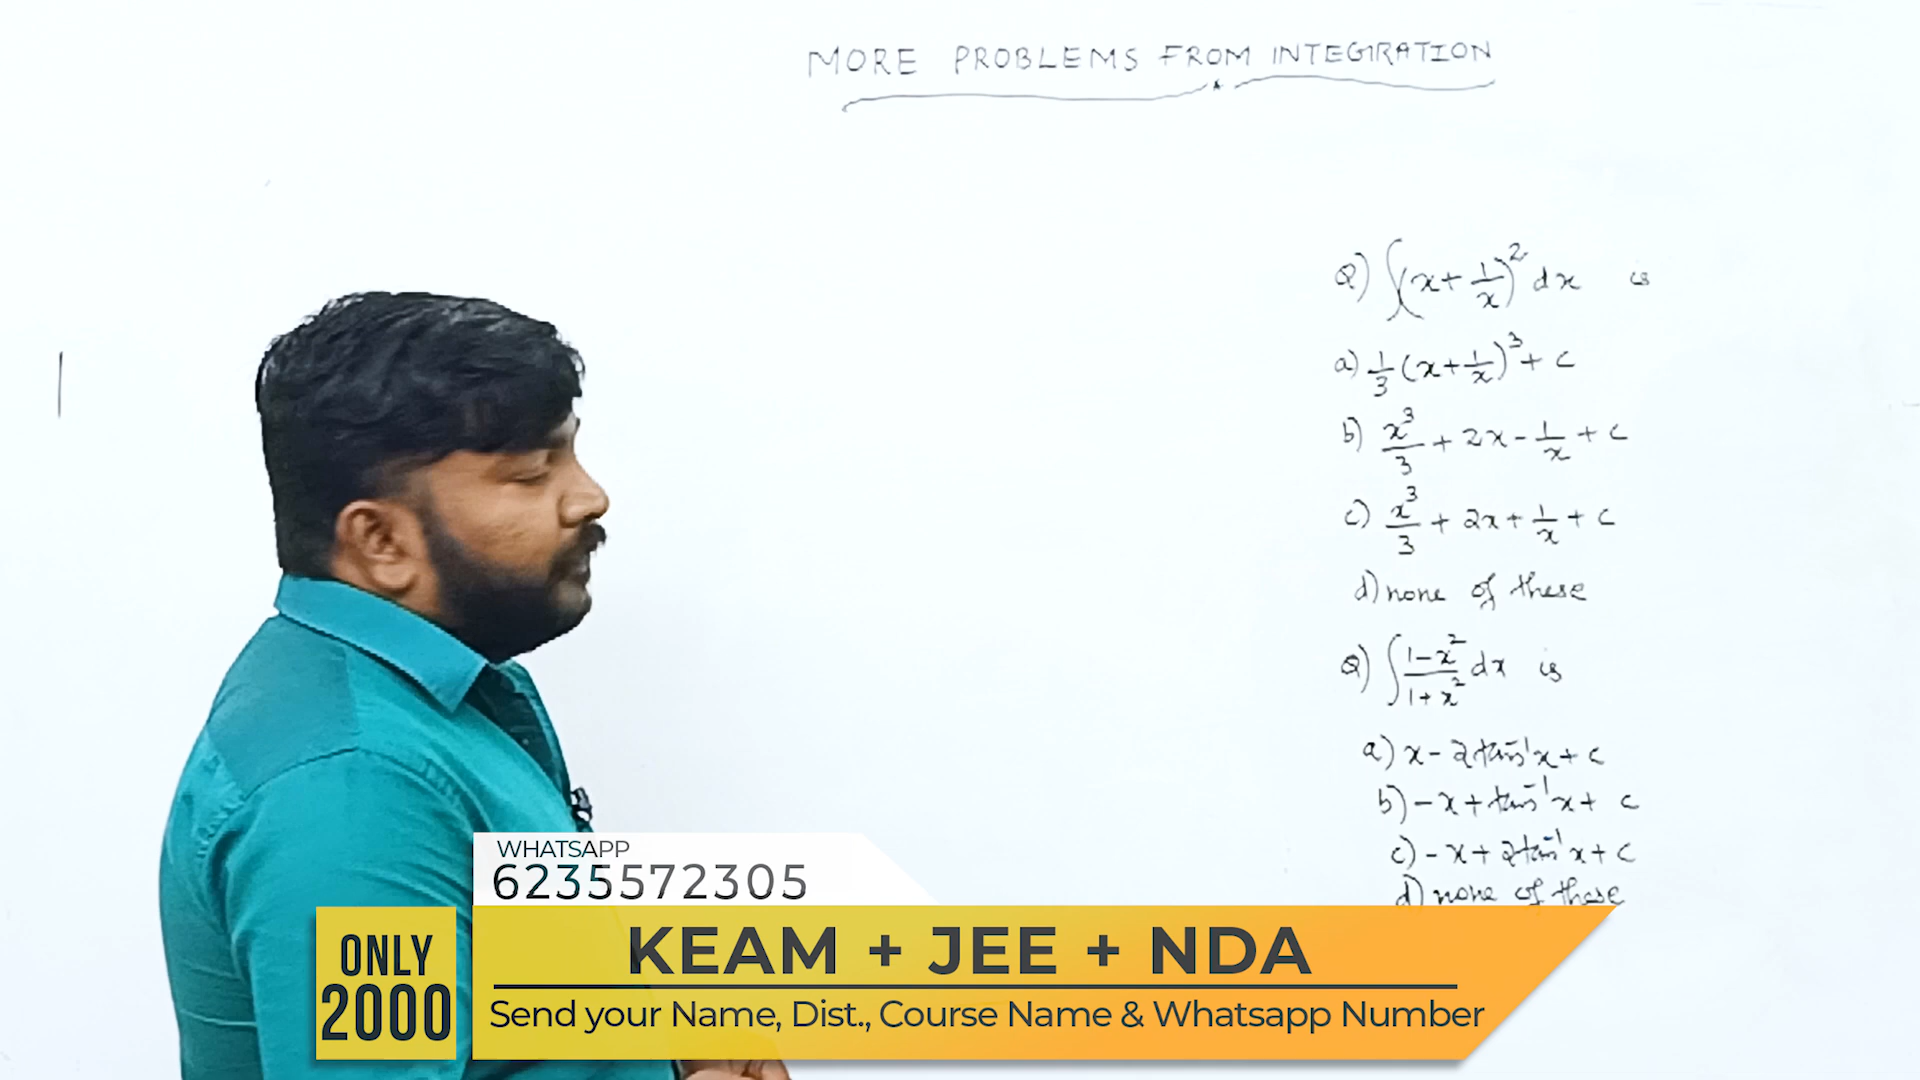 MORE PROBLEMS FROM INTEGRATION
Q) ∫(x + 1/x)² dx is
a) 1/3 (x + 1/x)³ + c
b) x³/3 + 2x - 1/x + c
c) x³/3 + 2x + 1/x + c
d) none of these
Q) ∫ 1-x²/1+x² dx is
a) x - 2tan⁻¹x + c
b) -x + tan⁻¹x + c
c) -x + 2tan⁻¹x + c
d) none of these
WHATSAPP
6235572305
ONLY
2000
KEAM + JEE + NDA
Send your Name, Dist., Course Name & Whatsapp Number